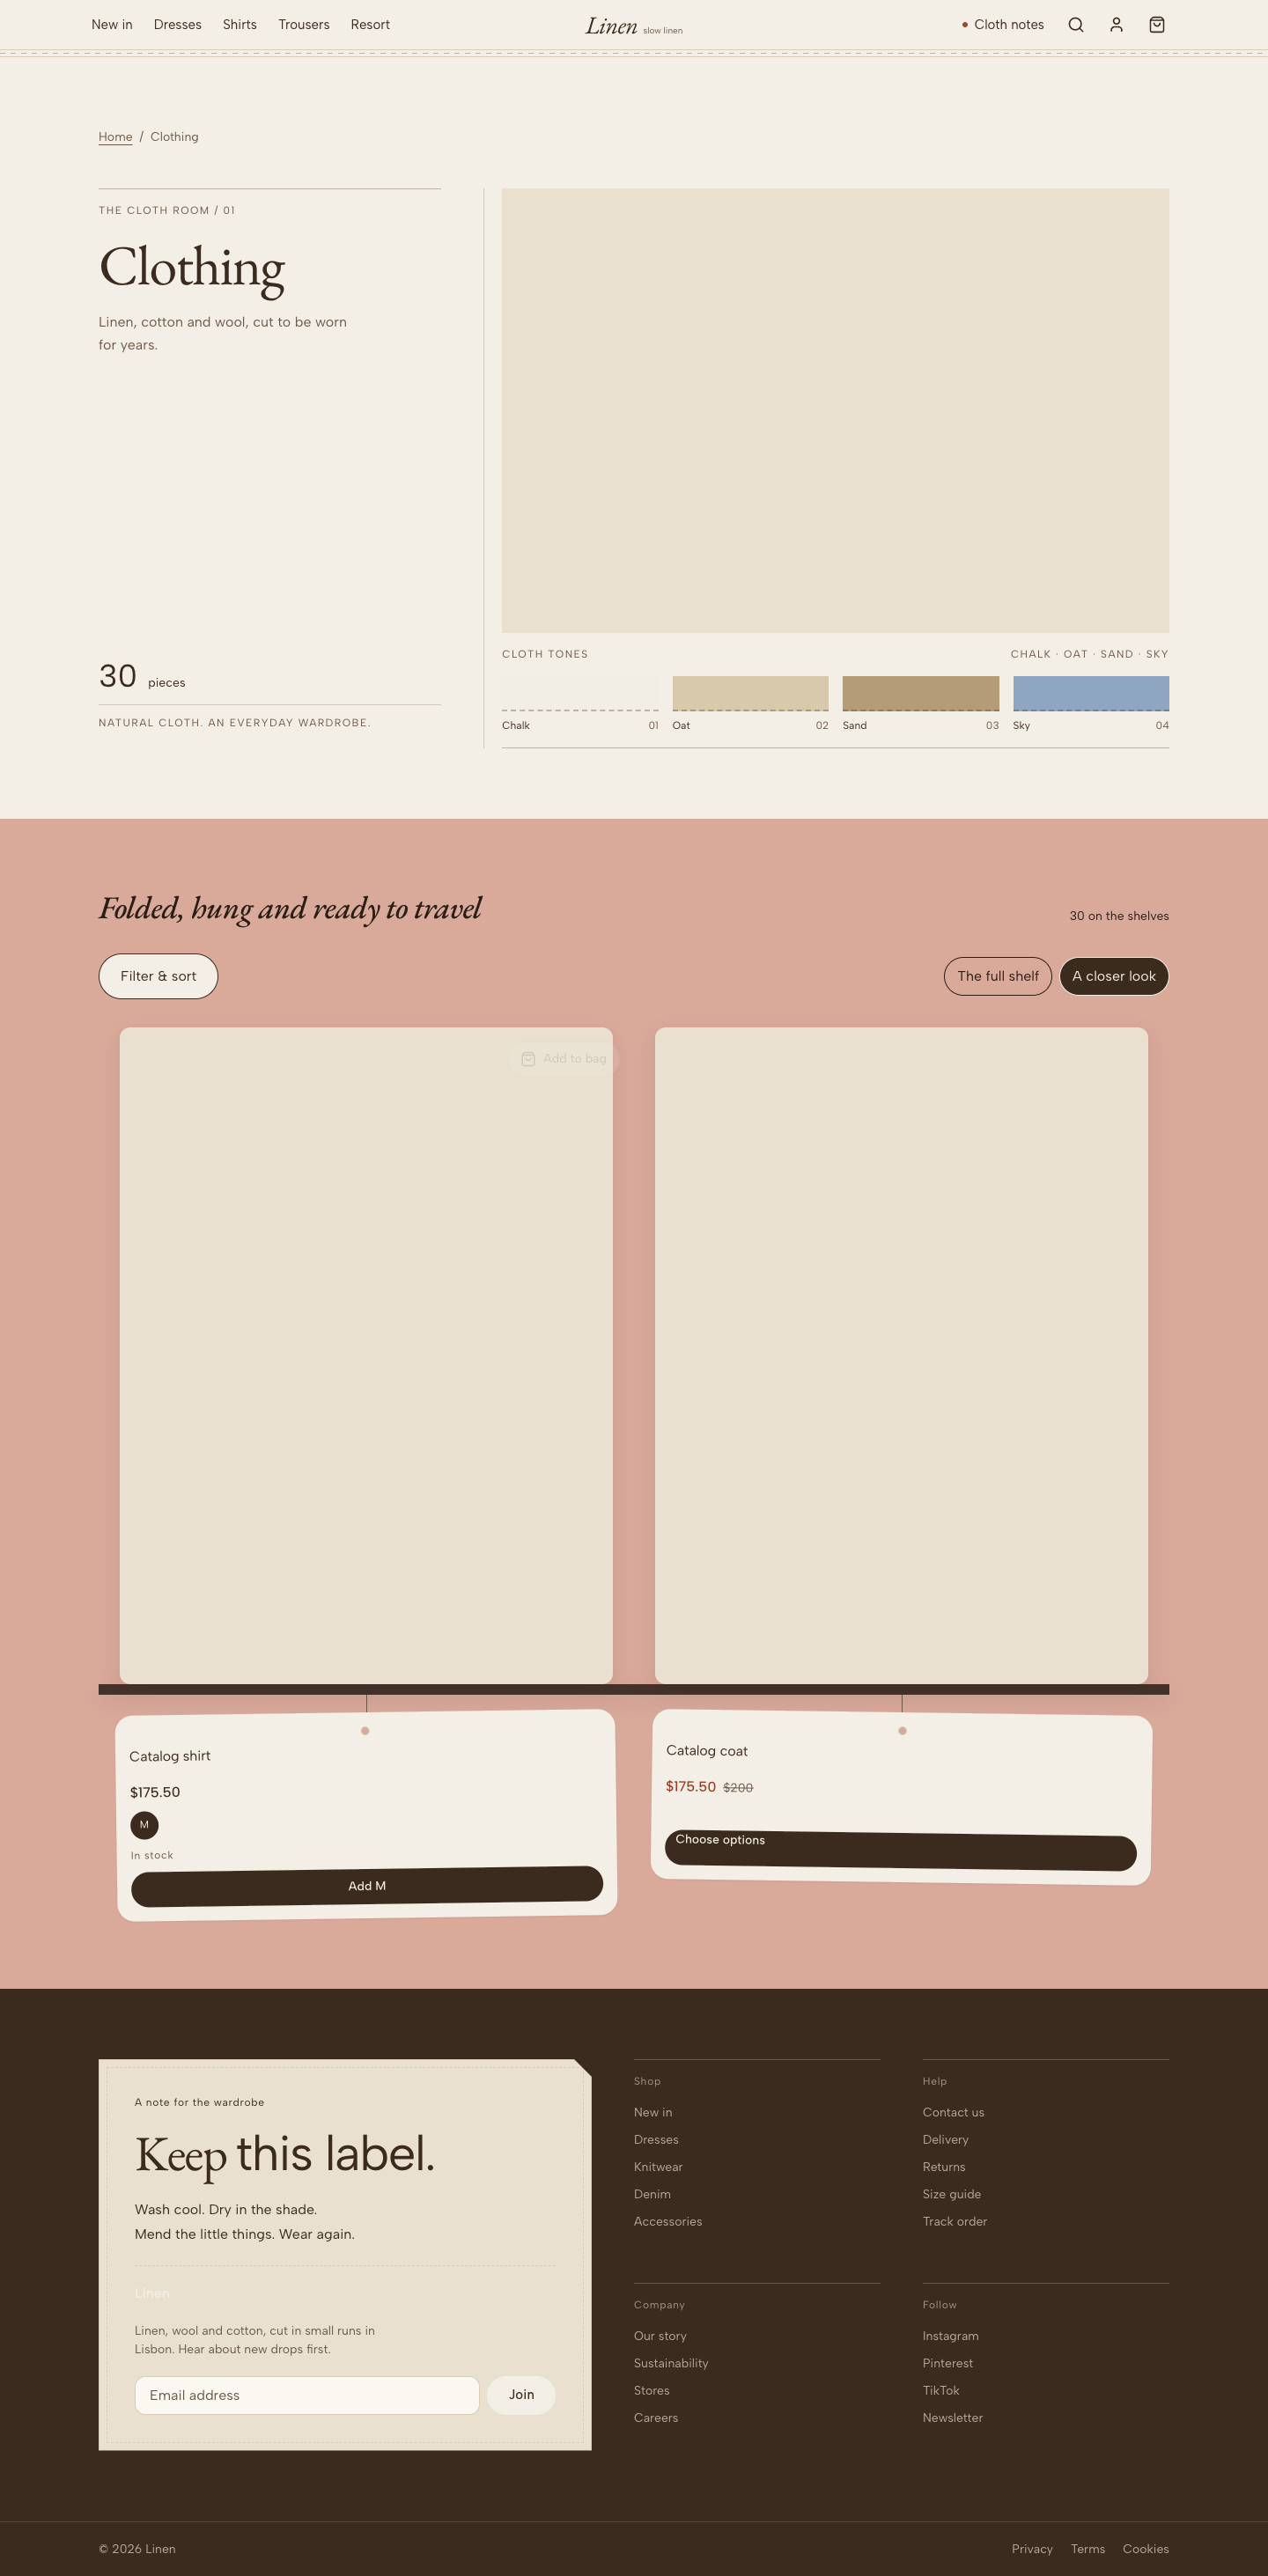 New in Dresses Shirts Trousers Resort
Linen slow linen
Cloth notes
Home / Clothing
THE CLOTH ROOM / 01
Clothing
Linen, cotton and wool, cut to be worn
for years.
30 pieces
NATURAL CLOTH. AN EVERYDAY WARDROBE.
CLOTH TONES
CHALK · OAT · SAND · SKY
Chalk 01
Oat 02
Sand 03
Sky 04
Folded, hung and ready to travel
30 on the shelves
Filter & sort
The full shelf
A closer look
Add to bag
Catalog shirt
$175.50
M
In stock
Add M
Catalog coat
$175.50 $200
Choose options
A note for the wardrobe
Keep this label.
Wash cool. Dry in the shade.
Mend the little things. Wear again.
Linen
Linen, wool and cotton, cut in small runs in
Lisbon. Hear about new drops first.
Email address
Join
Shop
New in
Dresses
Knitwear
Denim
Accessories
Help
Contact us
Delivery
Returns
Size guide
Track order
Company
Our story
Sustainability
Stores
Careers
Follow
Instagram
Pinterest
TikTok
Newsletter
© 2026 Linen
Privacy Terms Cookies